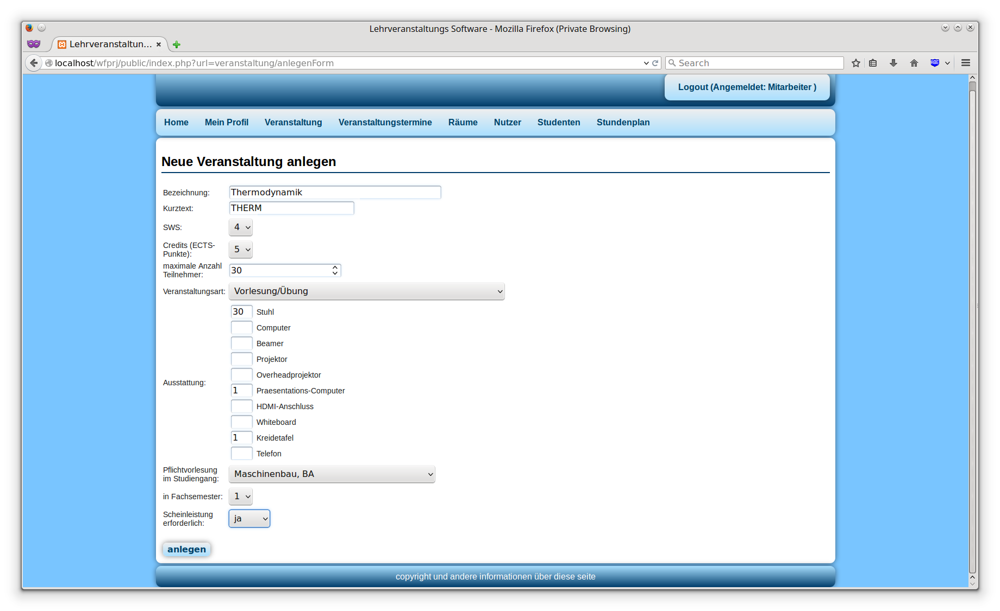 Lehrveranstaltungs Software - Mozilla Firefox (Private Browsing)
Lehrveranstaltun...
localhost/wfprj/public/index.php?url=veranstaltung/anlegenForm
Search
ABE
Logout (Angemeldet: Mitarbeiter )
Home Mein Profil Veranstaltung Veranstaltungstermine Räume Nutzer Studenten Stundenplan
Neue Veranstaltung anlegen
Bezeichnung: Thermodynamik
Kurztext: THERM
SWS: 4
Credits (ECTS-
Punkte): 5
maximale Anzahl
Teilnehmer: 30
Veranstaltungsart: Vorlesung/Übung
Ausstattung:
30 Stuhl
Computer
Beamer
Projektor
Overheadprojektor
1 Praesentations-Computer
HDMI-Anschluss
Whiteboard
1 Kreidetafel
Telefon
Pflichtvorlesung
im Studiengang: Maschinenbau, BA
in Fachsemester: 1
Scheinleistung
erforderlich: ja
anlegen
copyright und andere informationen über diese seite